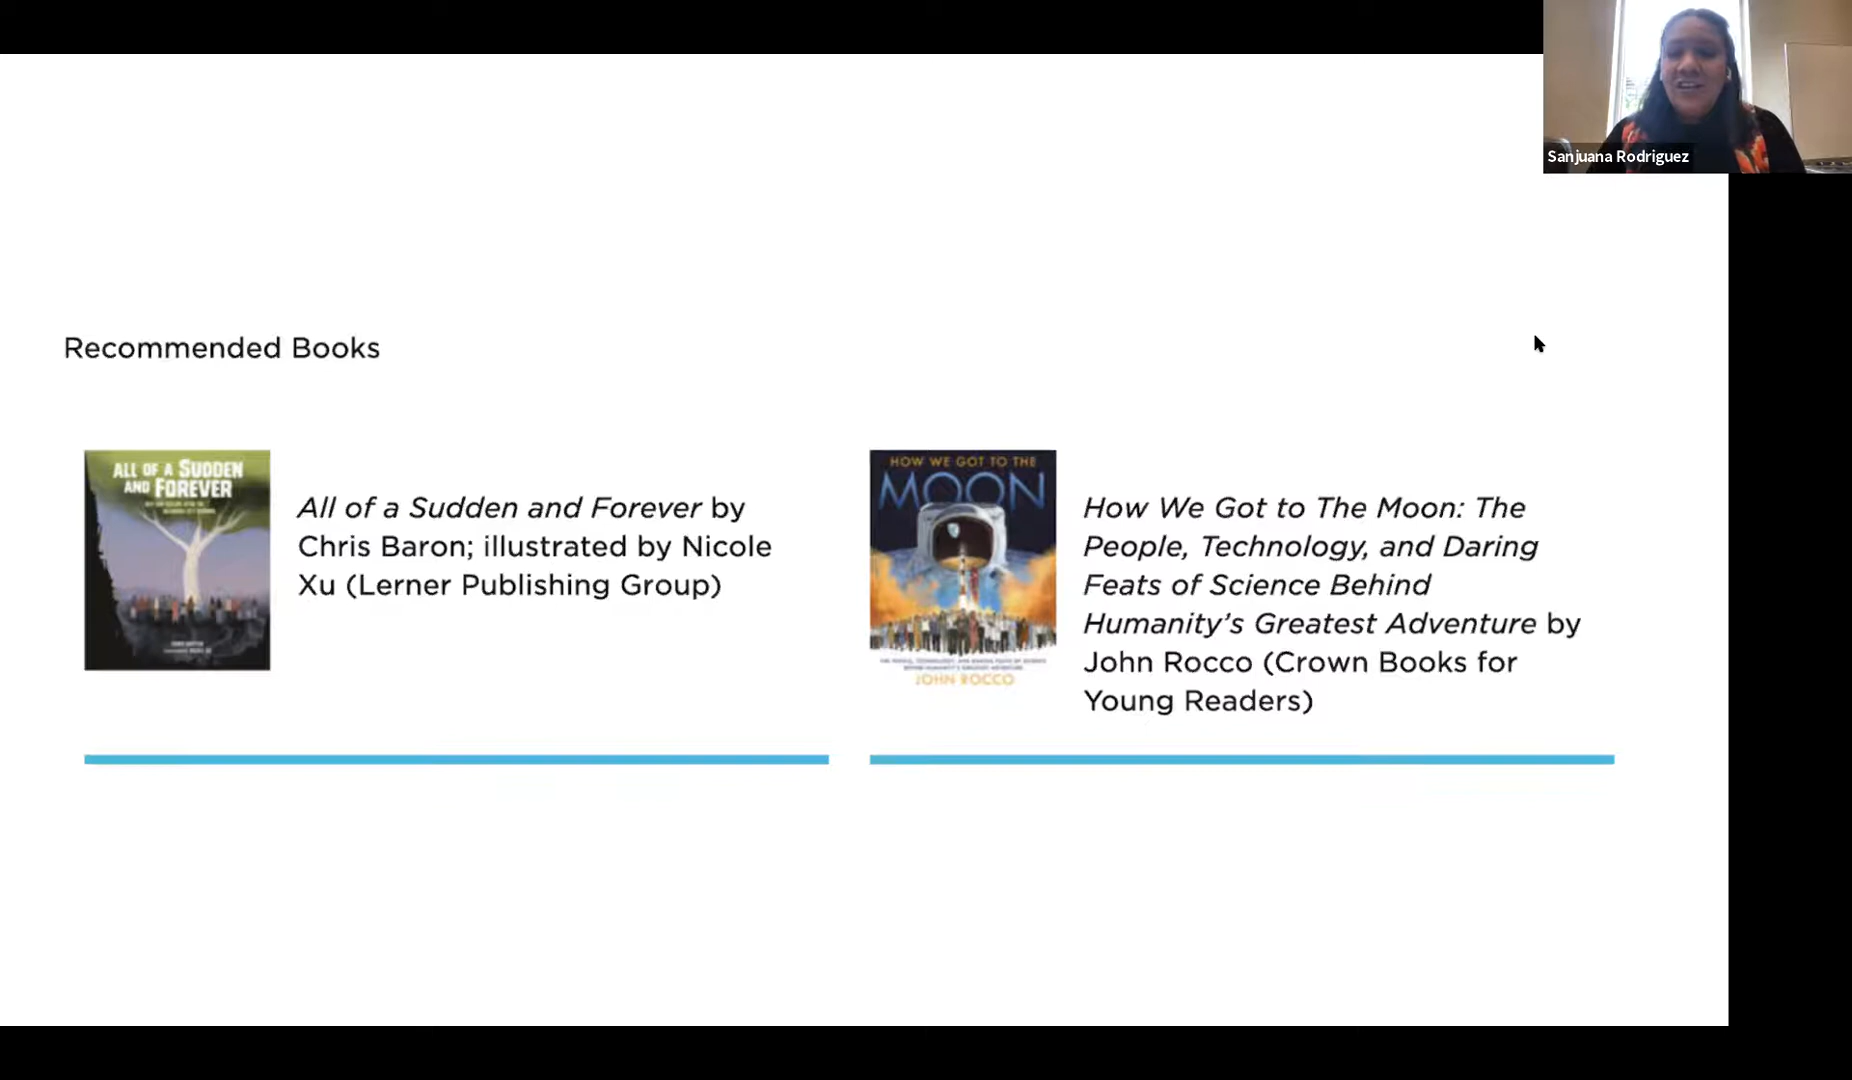 Sanjuana Rodriguez
Recommended Books
ALL OF A SUDDEN
AND FOREVER
All of a Sudden and Forever by
Chris Baron; illustrated by Nicole
Xu (Lerner Publishing Group)
HOW WE GOT TO THE
MOON
JOHN ROCCO
How We Got to The Moon: The
People, Technology, and Daring
Feats of Science Behind
Humanity’s Greatest Adventure by
John Rocco (Crown Books for
Young Readers)